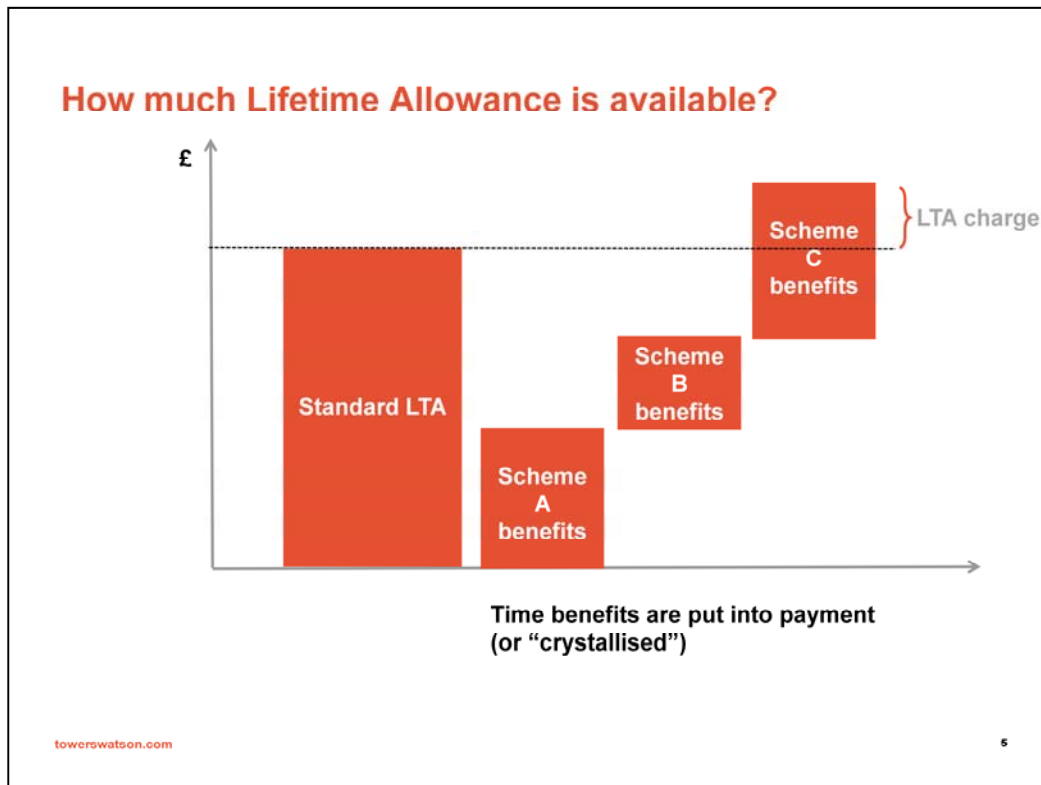 How much Lifetime Allowance is available?
£
LTA charge
Scheme
C
benefits
Scheme
B
benefits
Standard LTA
Scheme
A
benefits
Time benefits are put into payment
(or “crystallised”)
towerswatson.com
5